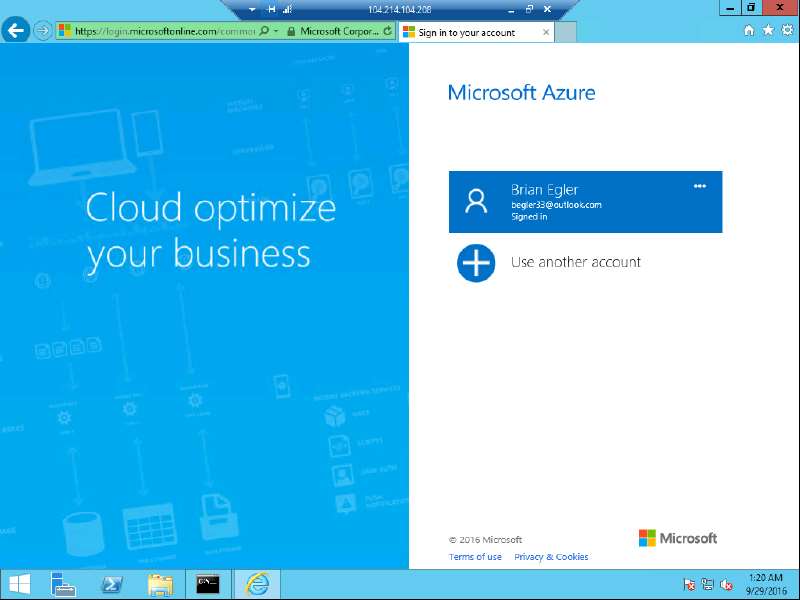 104.214.104.208
https://login.microsoftonline.com/commo
Microsoft Corpor...
Sign in to your account
Microsoft Azure
Cloud optimize
your business
Brian Egler
begler33@outlook.com
Signed in
Use another account
© 2016 Microsoft
Microsoft
Terms of use
Privacy & Cookies
1:20 AM
9/29/2016